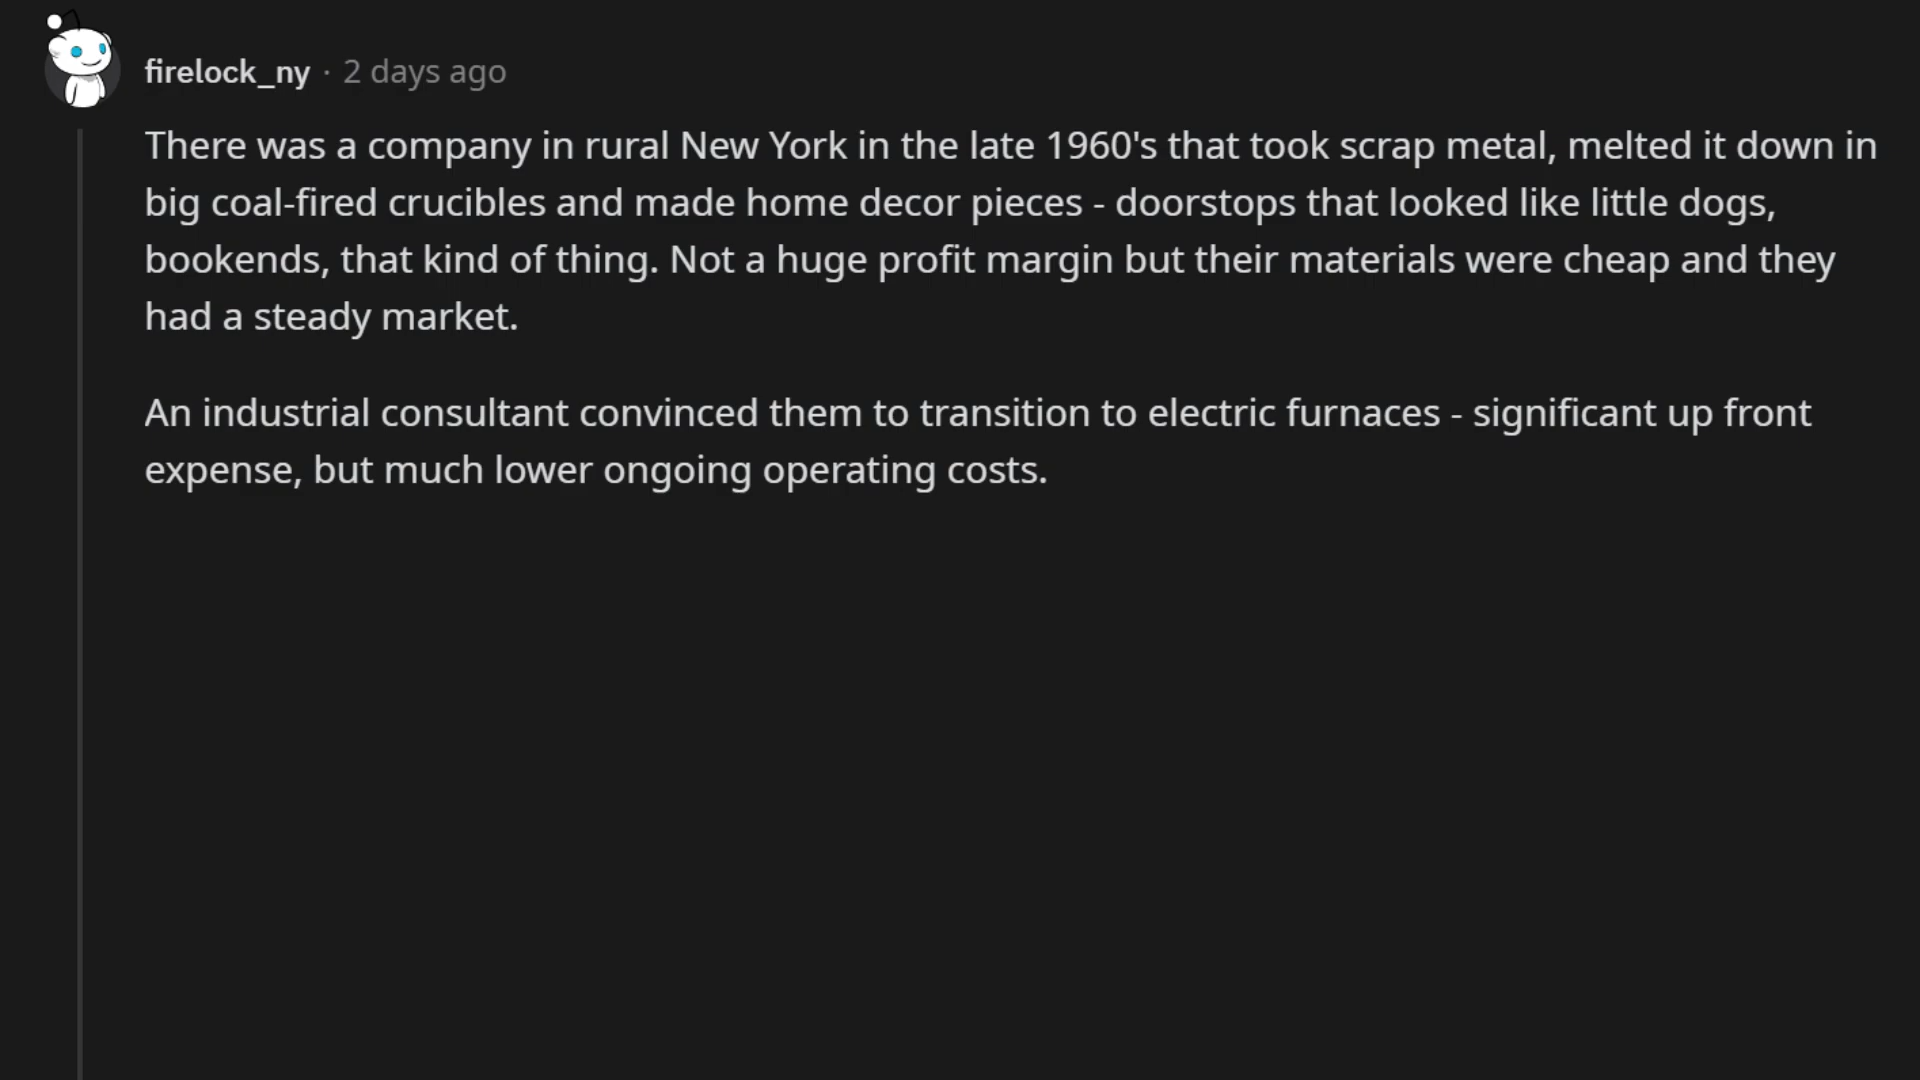 firelock_ny · 2 days ago
There was a company in rural New York in the late 1960's that took scrap metal, melted it down in
big coal-fired crucibles and made home decor pieces - doorstops that looked like little dogs,
bookends, that kind of thing. Not a huge profit margin but their materials were cheap and they
had a steady market.
An industrial consultant convinced them to transition to electric furnaces - significant up front
expense, but much lower ongoing operating costs.